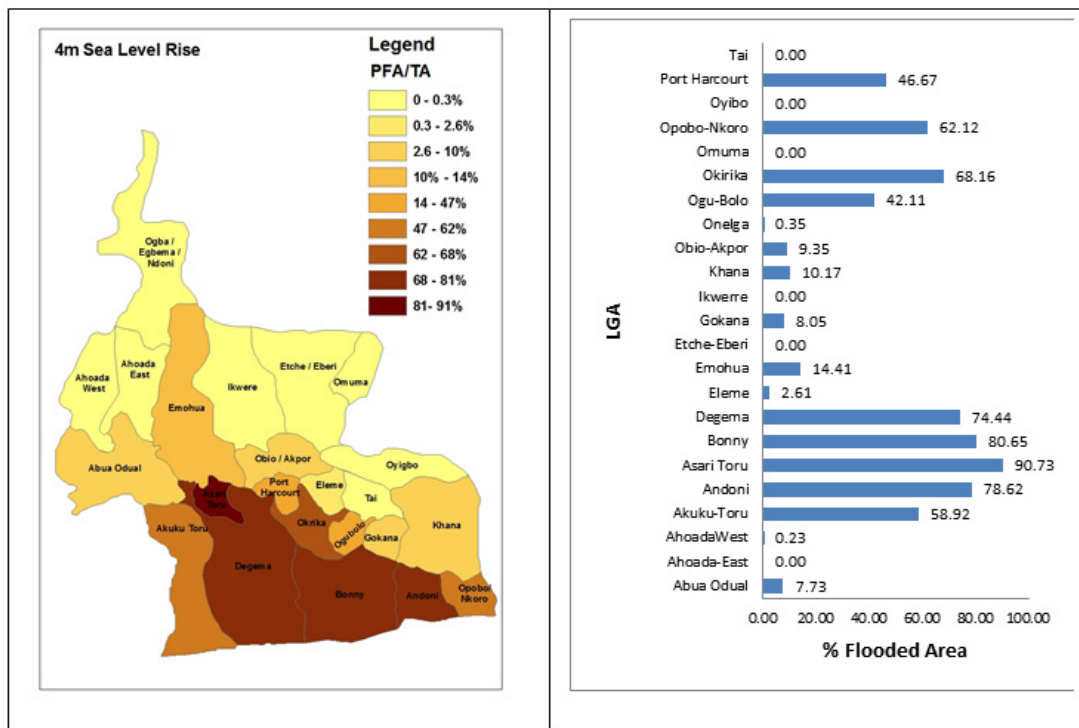 4m Sea Level Rise
Legend
PFA/TA
0 - 0.3%
0.3 - 2.6%
2.6 - 10%
10% - 14%
14 - 47%
47 - 62%
62 - 68%
68 - 81%
81- 91%
Ogba /
Egbema /
Ndoni
Ahoada
West
Ahoada
East
Emohua
Ikwere
Etche / Eberi
Omuma
Abua Odual
Obio / Akpor
Oyigbo
Port
Harcourt
Eleme
Tai
Khana
Asari
Toru
Akuku Toru
Okrika
Ogubolo
Gokana
Degema
Bonny
Andoni
Opobo/
Nkoro
LGA
Tai 0.00
Port Harcourt 46.67
Oyibo 0.00
Opobo-Nkoro 62.12
Omuma 0.00
Okirika 68.16
Ogu-Bolo 42.11
Onelga 0.35
Obio-Akpor 9.35
Khana 10.17
Ikwerre 0.00
Gokana 8.05
Etche-Eberi 0.00
Emohua 14.41
Eleme 2.61
Degema 74.44
Bonny 80.65
Asari Toru 90.73
Andoni 78.62
Akuku-Toru 58.92
AhoadaWest 0.23
Ahoada-East 0.00
Abua Odual 7.73
0.00 20.00 40.00 60.00 80.00 100.00
% Flooded Area